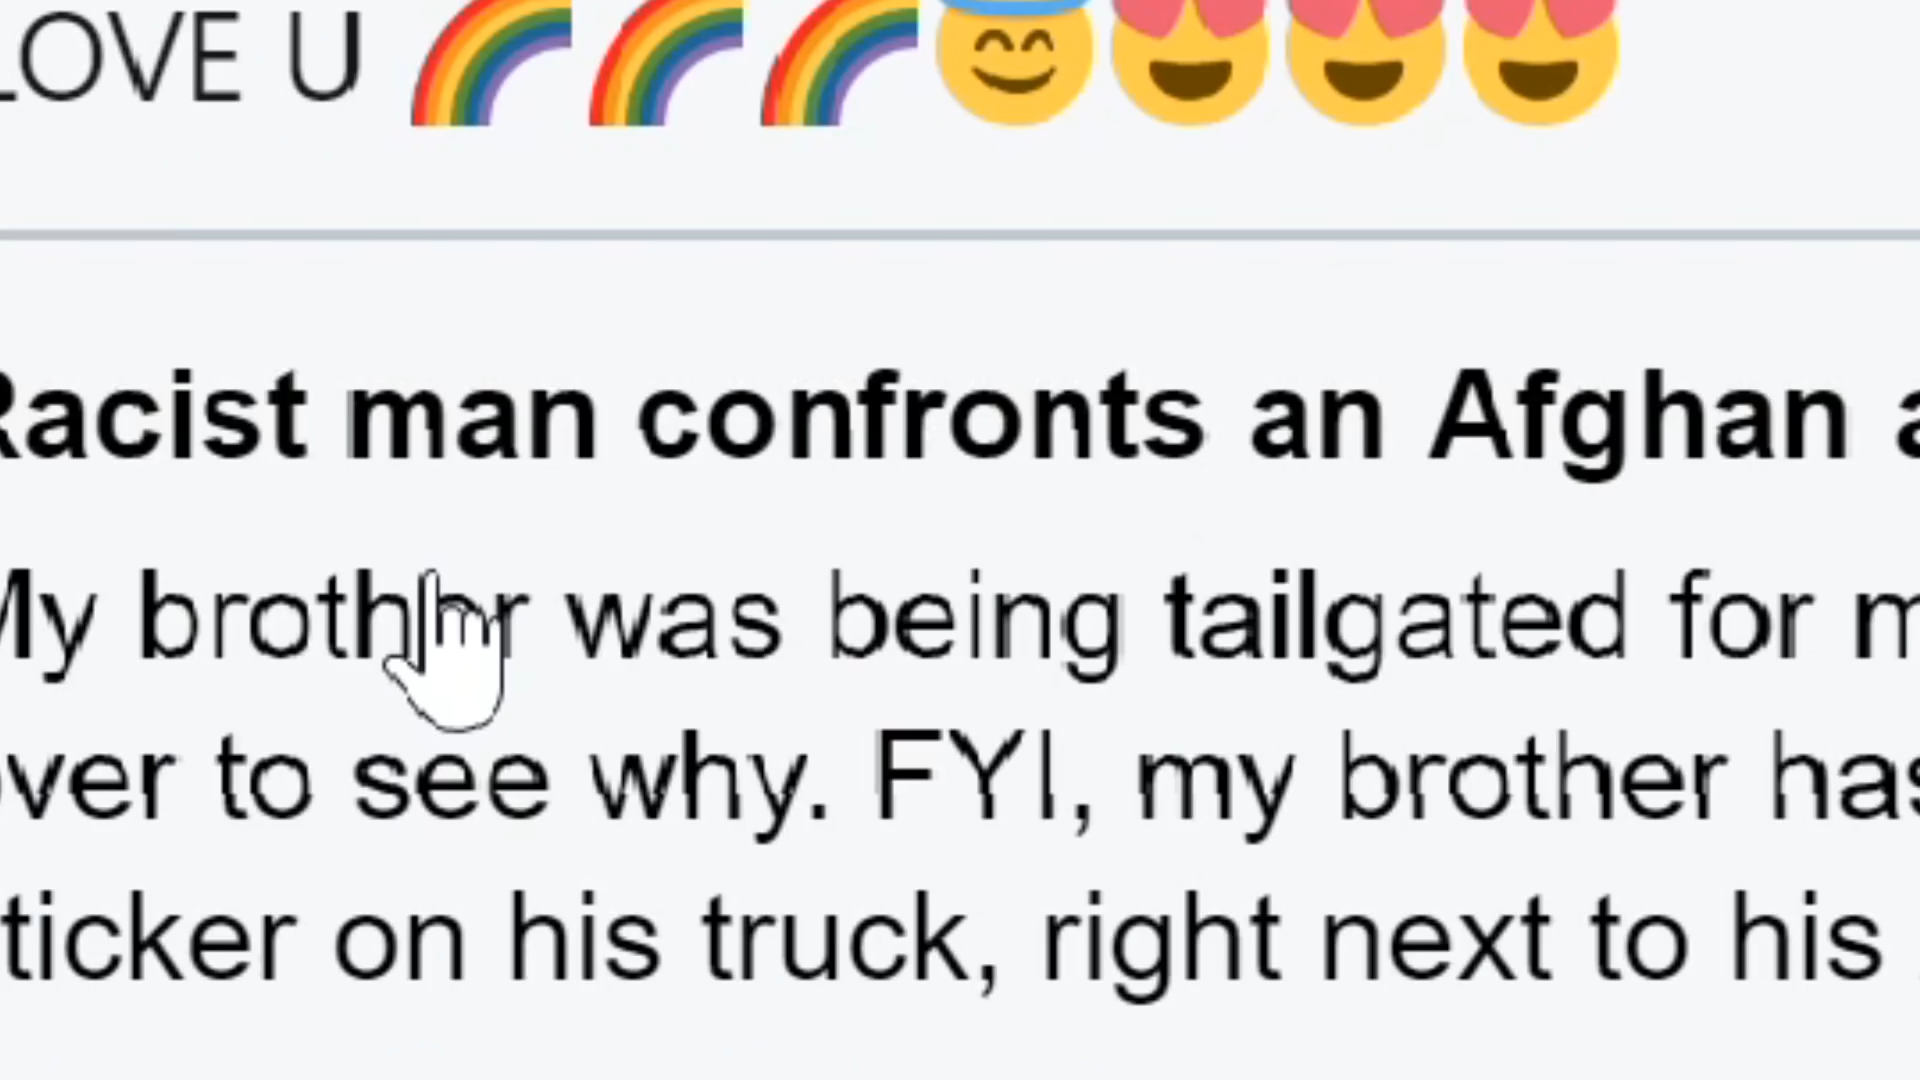 LOVE U 🌈🌈🌈😇😍😍😍
Racist man confronts an Afghan
My brother was being tailgated for
over to see why. FYI, my brother has
sticker on his truck, right next to his